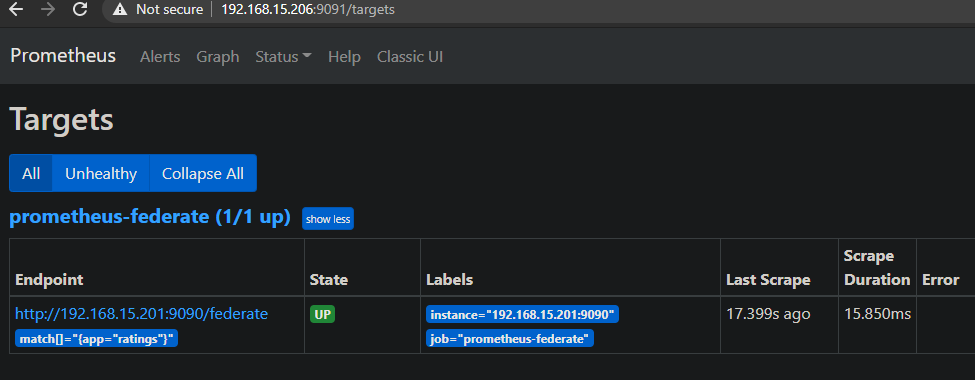 Not secure | 192.168.15.206:9091/targets
Prometheus Alerts Graph Status Help Classic UI
Targets
All Unhealthy Collapse All
prometheus-federate (1/1 up) show less
Endpoint State Labels Last Scrape Scrape Duration Error
http://192.168.15.201:9090/federate UP instance="192.168.15.201:9090" 17.399s ago 15.850ms
match[]="{app="ratings"}" job="prometheus-federate"